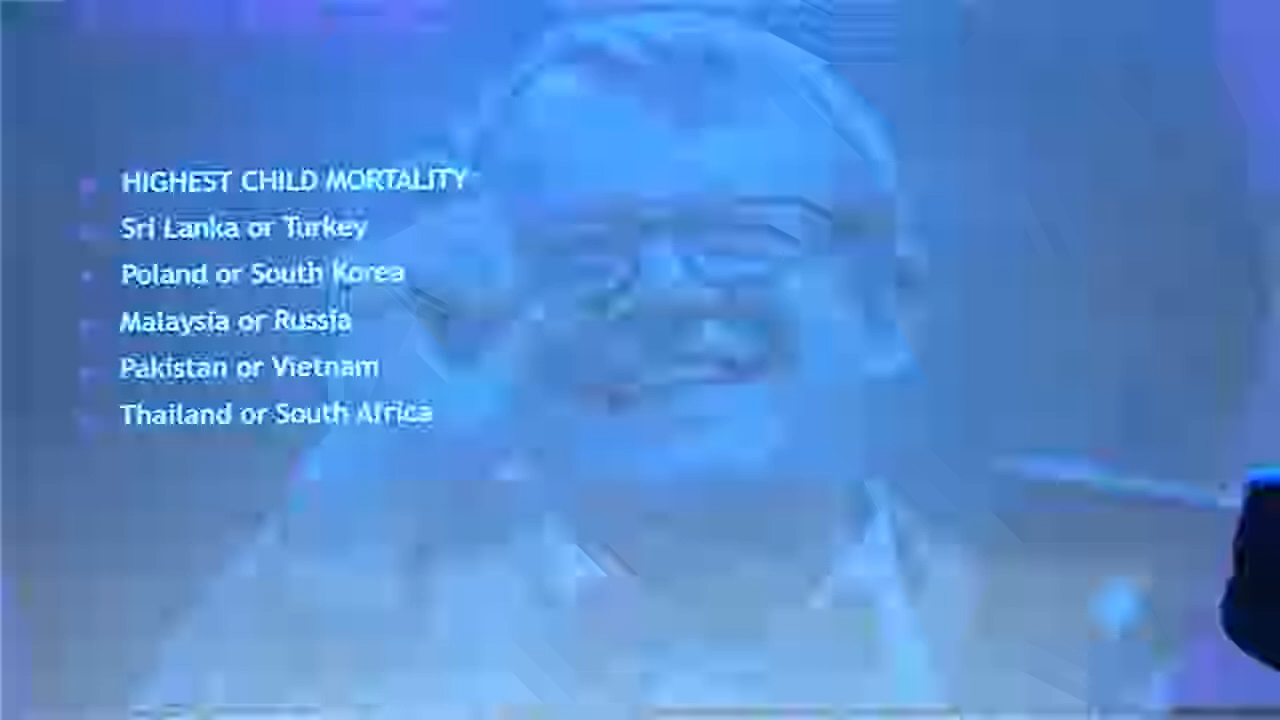 HIGHEST CHILD MORTALITY
Sri Lanka or Turkey
Poland or South Korea
Malaysia or Russia
Pakistan or Vietnam
Thailand or South Africa